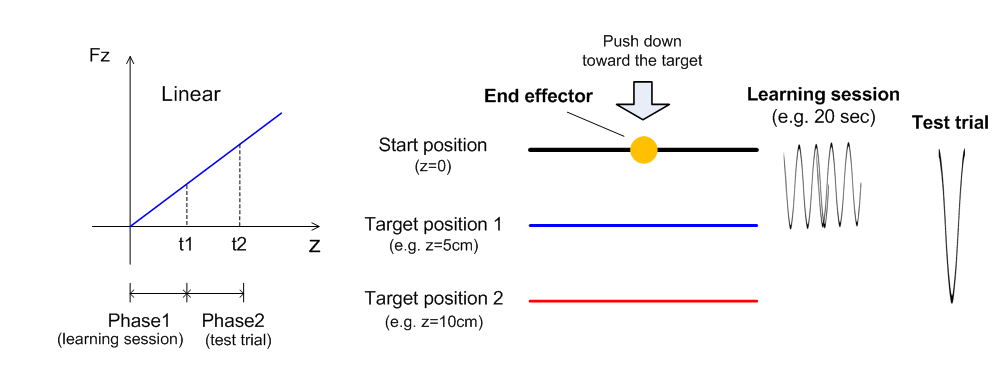 Fz
Linear
t1
t2
z
Phase1
(learning session)
Phase2
(test trial)
Push down
toward the target
End effector
Start position
(z=0)
Target position 1
(e.g. z=5cm)
Target position 2
(e.g. z=10cm)
Learning session
(e.g. 20 sec)
Test trial